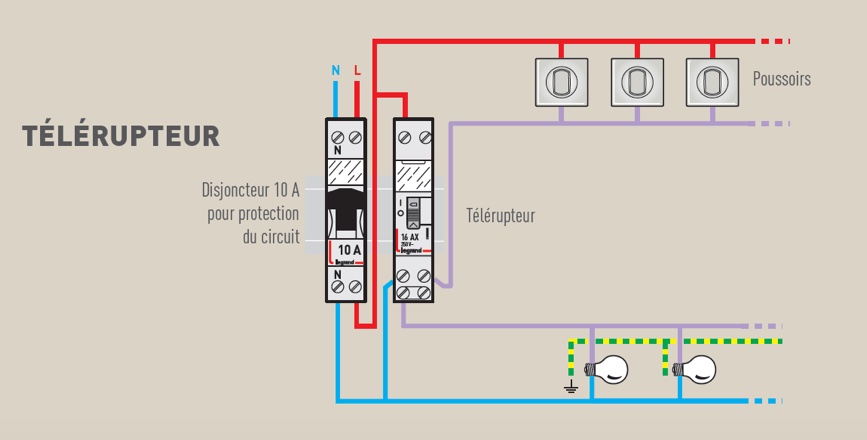 N L
TÉLÉRUPTEUR
Poussoirs
N
Disjoncteur 10 A
pour protection
du circuit
I
O
16 AX
250V~
legrand
Télérupteur
10 A
legrand
N